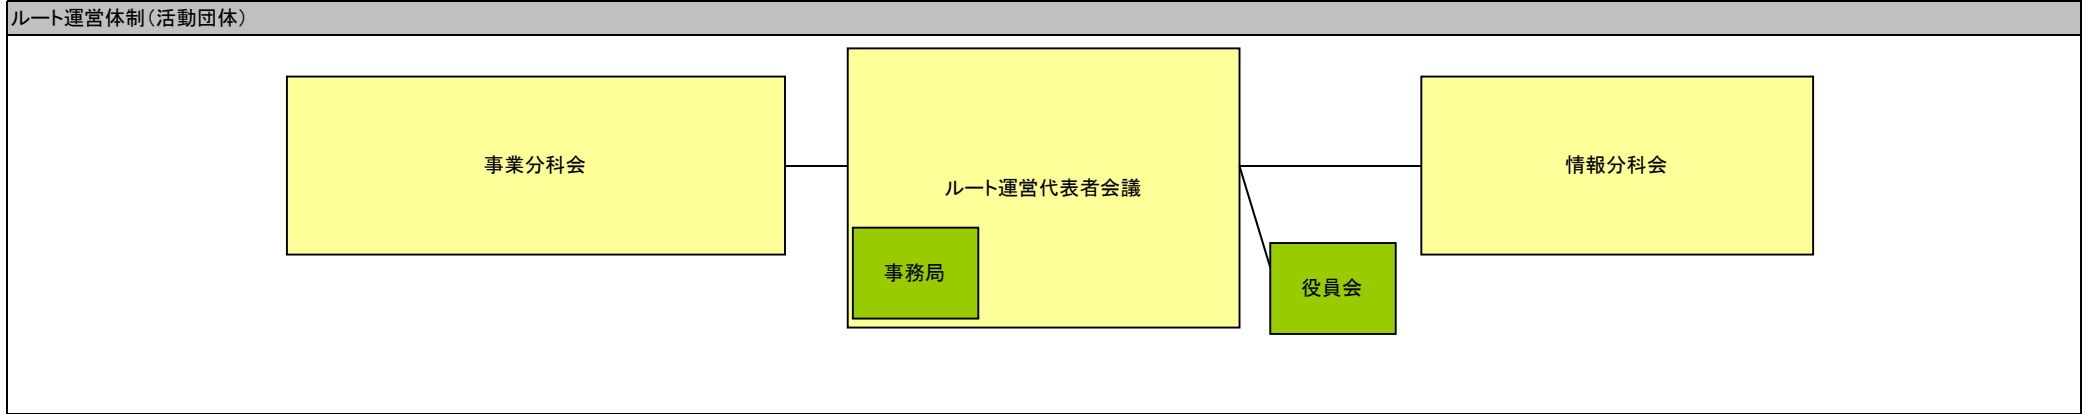 ルート運営体制（活動団体）
事業分科会
ルート運営代表者会議
情報分科会
事務局
役員会